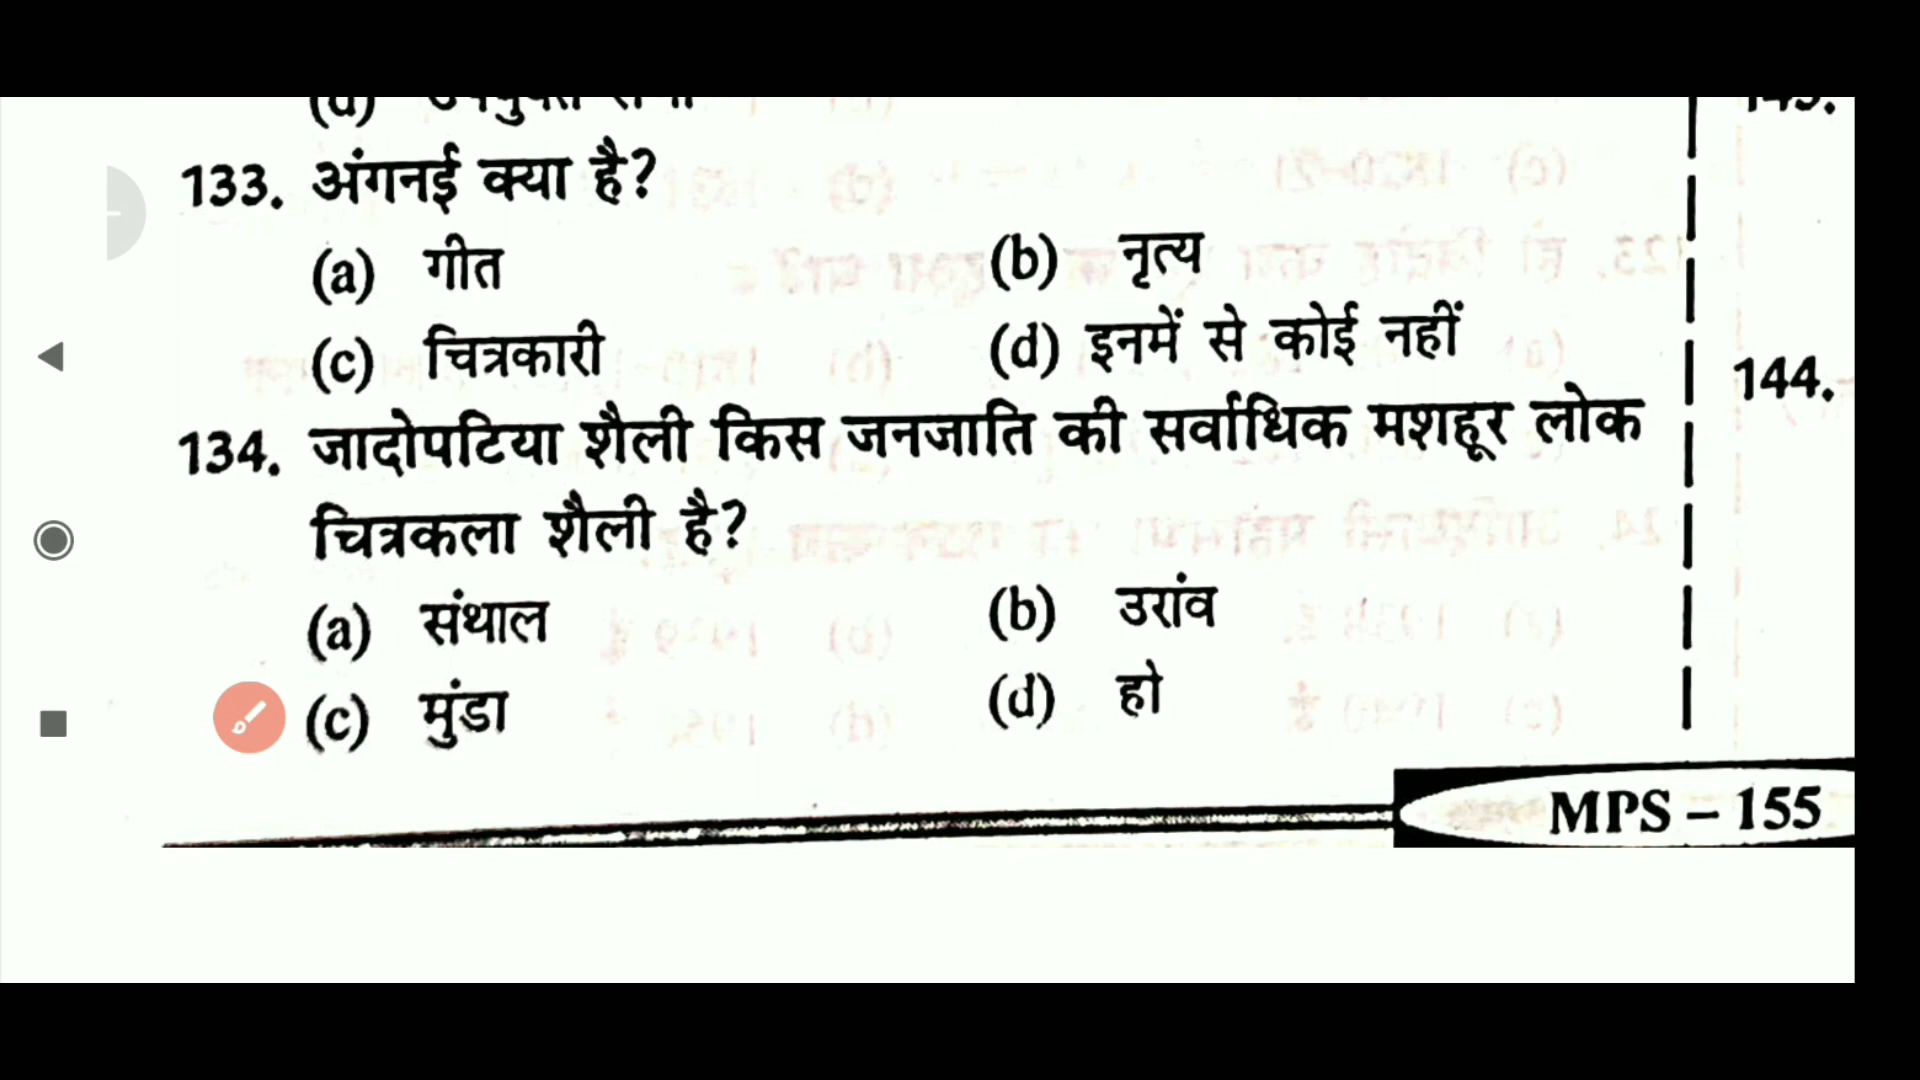 133. अंगनई क्या है?
(a) गीत (b) नृत्य
(c) चित्रकारी (d) इनमें से कोई नहीं
134. जादोपटिया शैली किस जनजाति की सर्वाधिक मशहूर लोक
चित्रकला शैली है?
(a) संथाल (b) उरांव
(c) मुंडा (d) हो
144.
MPS – 155